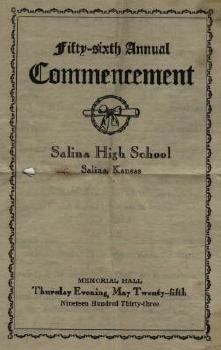 Fifty-sixth Annual
Commencement
Salina High School
Salina, Kansas
MEMORIAL HALL
Thursday Evening, May Twenty-fifth
Nineteen Hundred Thirty-three